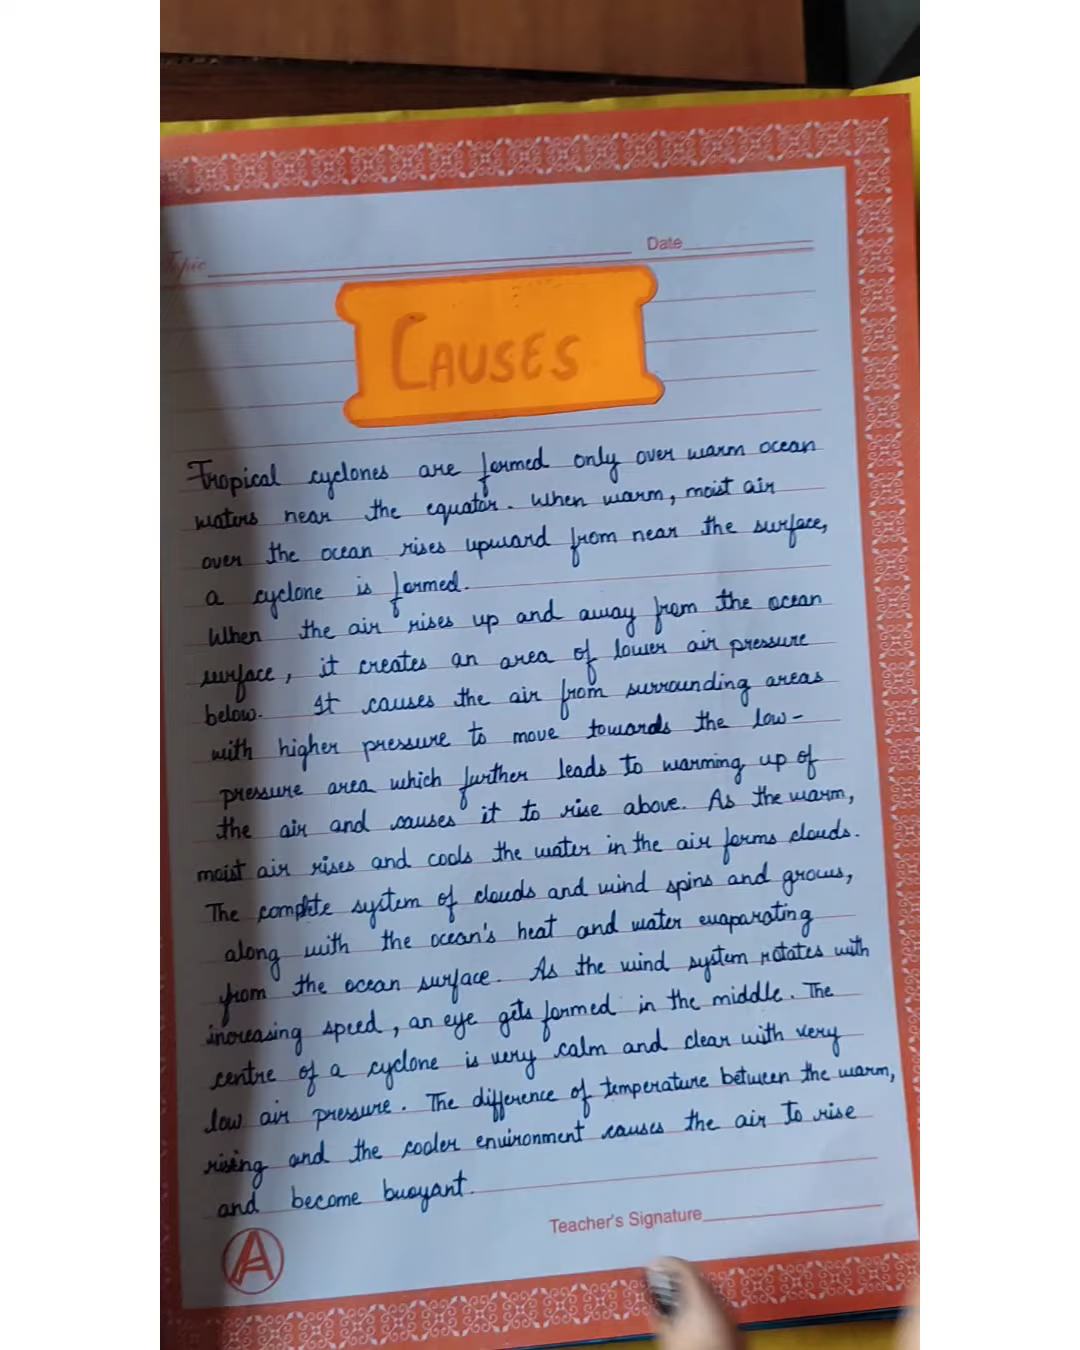 Topic
Date
CAUSES
Tropical cyclones are formed only over warm ocean
waters near the equator. When warm, moist air
over the ocean rises upward from near the surface,
a cyclone is formed.
When the air rises up and away from the ocean
surface, it creates an area of lower air pressure
below. It causes the air from surrounding areas
with higher pressure to move towards the low-
pressure area which further leads to warming up of
the air and causes it to rise above. As the warm,
moist air rises and cools the water in the air forms clouds.
The complete system of clouds and wind spins and grows,
along with the ocean's heat and water evaporating
from the ocean surface. As the wind system rotates with
increasing speed, an eye gets formed in the middle. The
centre of a cyclone is very calm and clear with very
low air pressure. The difference of temperature between the warm,
rising and the cooler environment causes the air to rise
and become buoyant.
Teacher's Signature
A